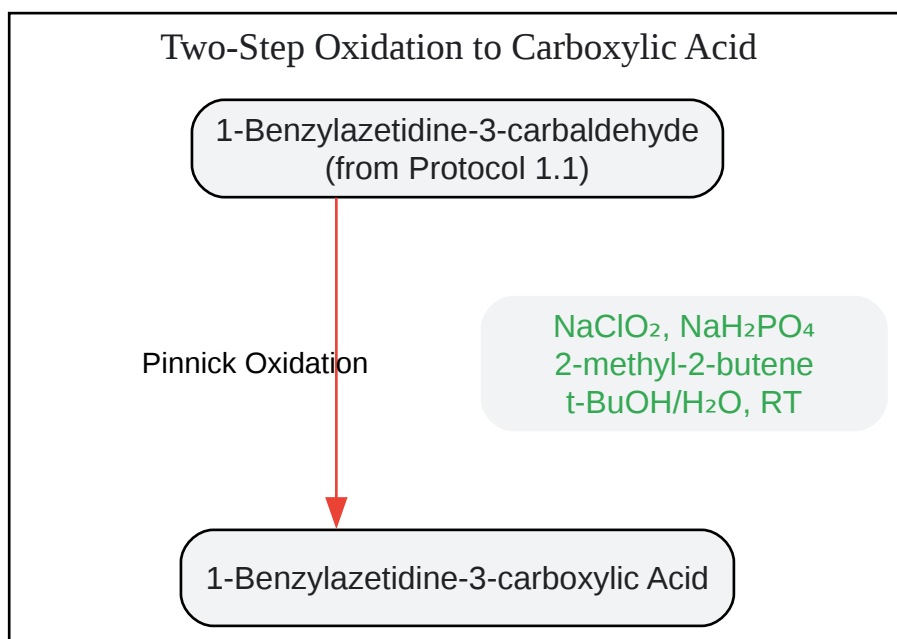 Two-Step Oxidation to Carboxylic Acid
1-Benzylazetidine-3-carbaldehyde
(from Protocol 1.1)
Pinnick Oxidation
NaClO₂, NaH₂PO₄
2-methyl-2-butene
t-BuOH/H₂O, RT
1-Benzylazetidine-3-carboxylic Acid